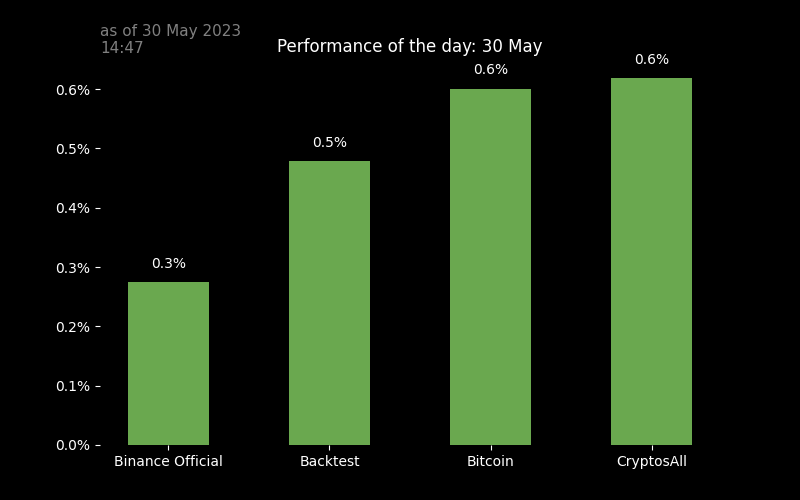 as of 30 May 2023
14:47
Performance of the day: 30 May
0.6%
0.6%
0.6%
0.5%
0.5%
0.4%
0.3%
0.3%
0.2%
0.1%
0.0%
Binance Official
Backtest
Bitcoin
CryptosAll